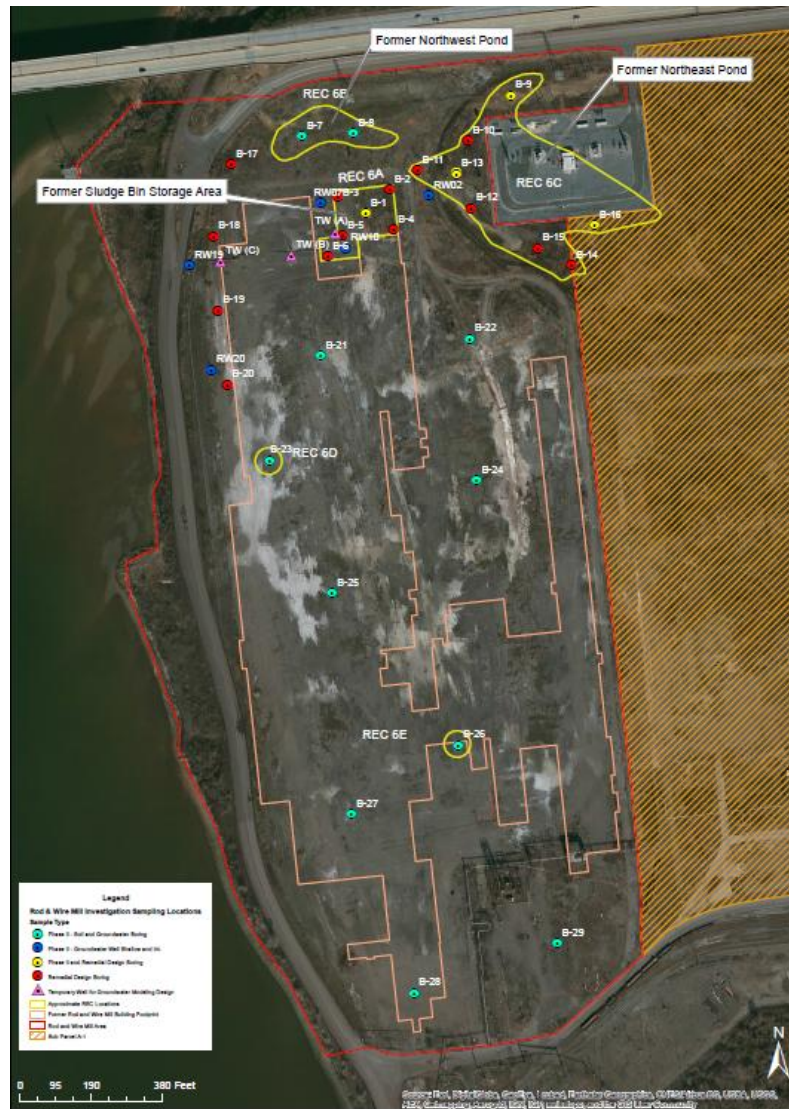 Former Northwest Pond
Former Northeast Pond
REC 6B
B-9
B-7
B-8
B-10
B-17
B-11
B-13
REC 6A
B-2
REC 6C
Former Sludge Bin Storage Area
RW07
B-3
RW02
B-1
B-12
TW (A)
B-4
B-16
B-18
B-5
RW10
B-15
TW (C)
TW (B)
B-6
RW19
B-14
B-19
B-22
B-21
RW20
B-20
B-23
REC 6D
B-24
B-25
REC 6E
B-26
B-27
B-29
B-28
Legend
Rod & Wire Mill Investigation Sampling Locations
Sample Type
Phase II - Soil and Groundwater Boring
Phase II - Groundwater Well Shallow and Int.
Phase II and Remedial Design Boring
Remedial Design Boring
Temporary Well for Groundwater Modeling Design
Approximate REC Locations
Former Rod and Wire Mill Building Footprint
Rod and Wire Mill Area
Sub Parcel A-1
N
0 95 190 380 Feet